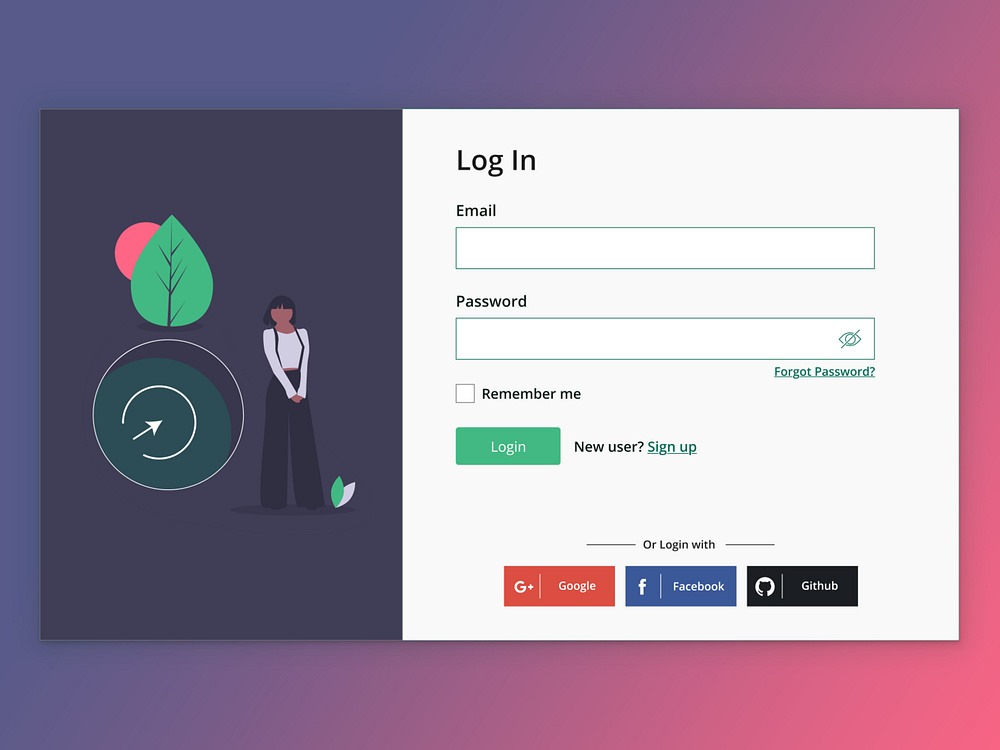 Log In
Email
Password
Forgot Password?
Remember me
Login New user? Sign up
Or Login with
G+ Google f Facebook Github